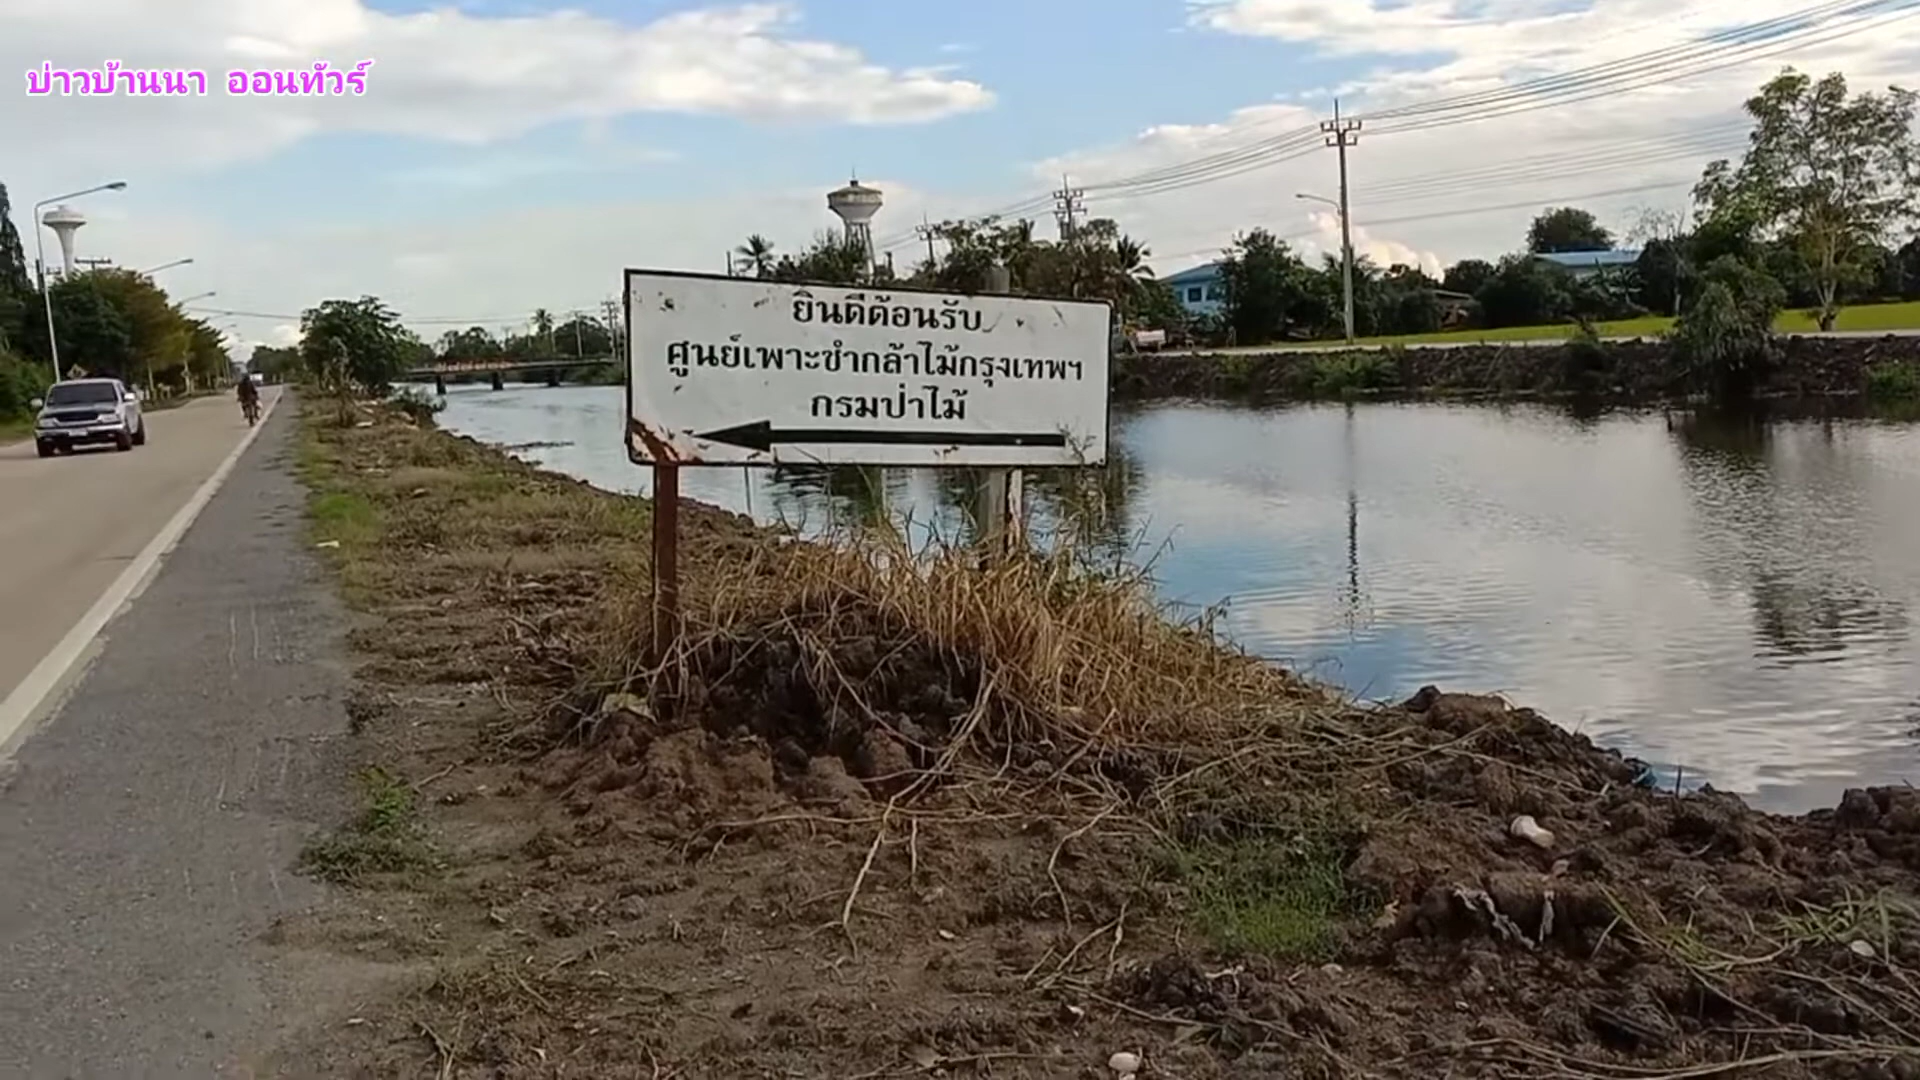 บ่าวบ้านนา ออนทัวร์
ยินดีต้อนรับ
ศูนย์เพาะชำกล้าไม้กรุงเทพฯ
กรมป่าไม้